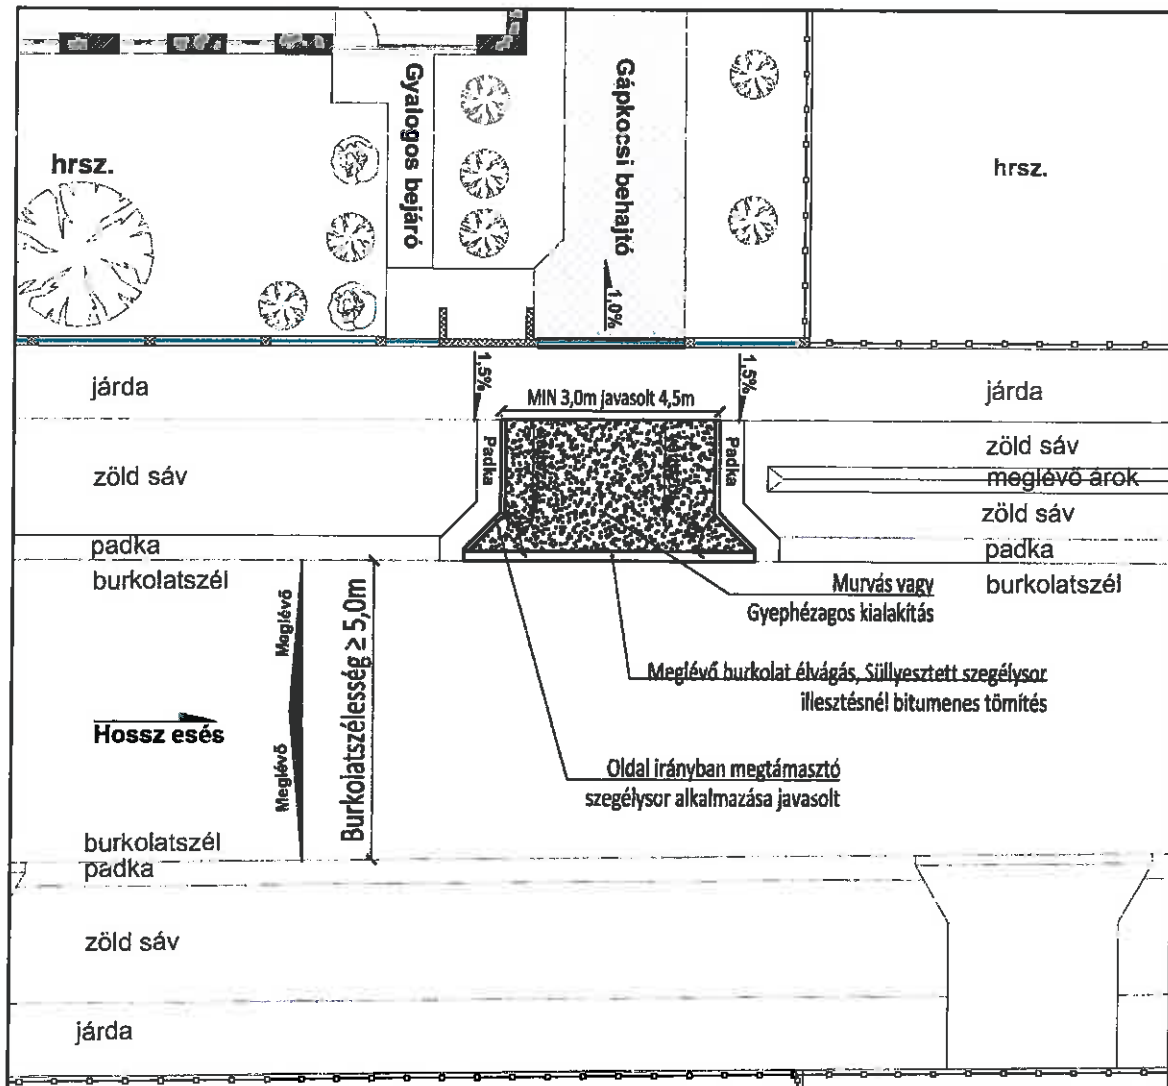 Gyalogos bejáró
Gápkocsi behajtó
hrsz.
hrsz.
1,0%
járda
1,5%
MIN 3,0m javasolt 4,5m
1,5%
járda
zöld sáv
Padka
Padka
zöld sáv
meglévő árok
zöld sáv
padka
padka
burkolatszél
burkolatszél
Murvás vagy
Gyephézagos kialakítás
Meglévő
Burkolatszélesség ≥ 5,0m
Meglévő burkolat élvágás, Süllyesztett szegélysor
illesztésnél bitumenes tömítés
Hossz esés
Meglévő
Oldal irányban megtámasztó
szegélysor alkalmazása javasolt
burkolatszél
padka
zöld sáv
járda